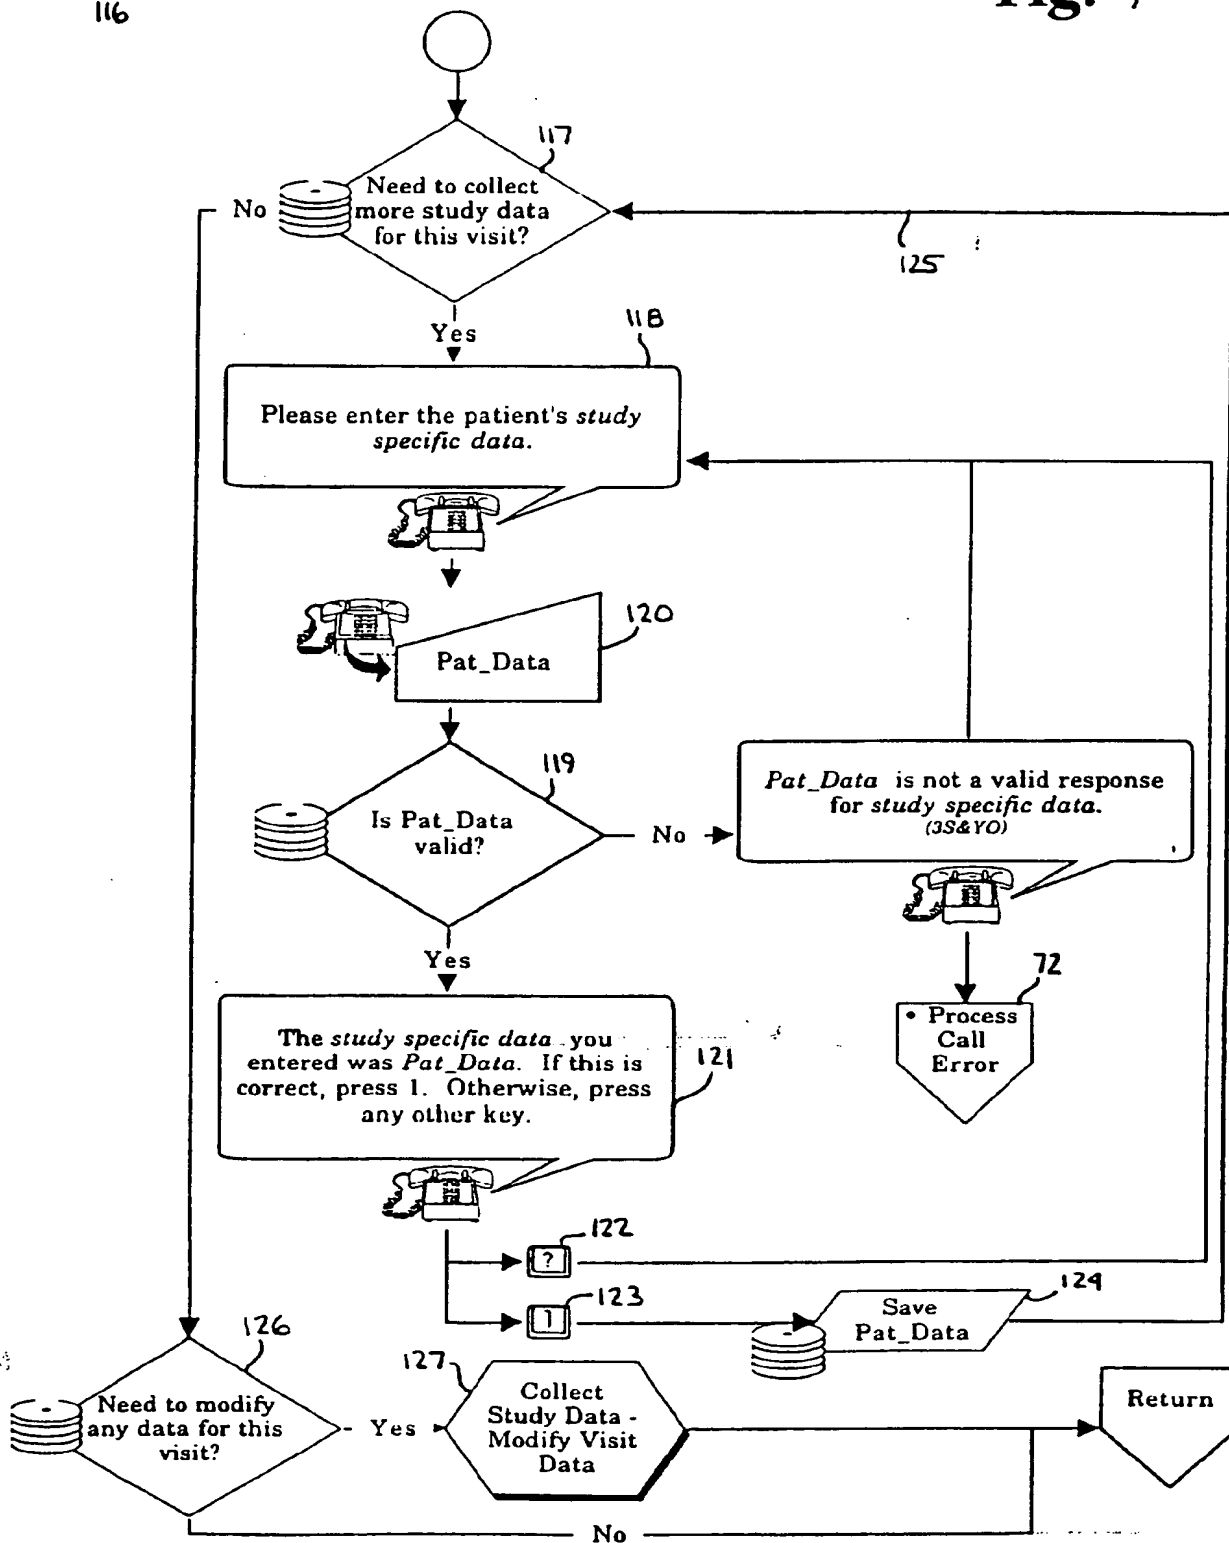 116
Fig. 7
117
Need to collect
more study data
for this visit?
No
125
Yes
118
Please enter the patient's study
specific data.
120
Pat_Data
119
Is Pat_Data
valid?
No
Pat_Data is not a valid response
for study specific data.
(3S&YO)
Yes
72
• Process
Call
Error
The study specific data you
entered was Pat_Data. If this is
correct, press 1. Otherwise, press
any other key.
121
122
?
123
1
124
Save
Pat_Data
126
Need to modify
any data for this
visit?
Yes
127
Collect
Study Data -
Modify Visit
Data
Return
No